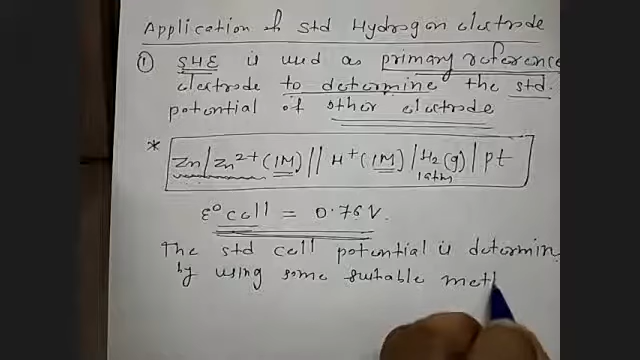 Application of Std Hydrogen electrode
① SHE is used as primary reference
electrode to determine the std.
potential of other electrode
* Zn | Zn²⁺ (1M) || H⁺ (1M) | H₂ (g) | pt
1atm
ε° cell = 0.76 V.
The std cell potential is determin
by using some suitable met